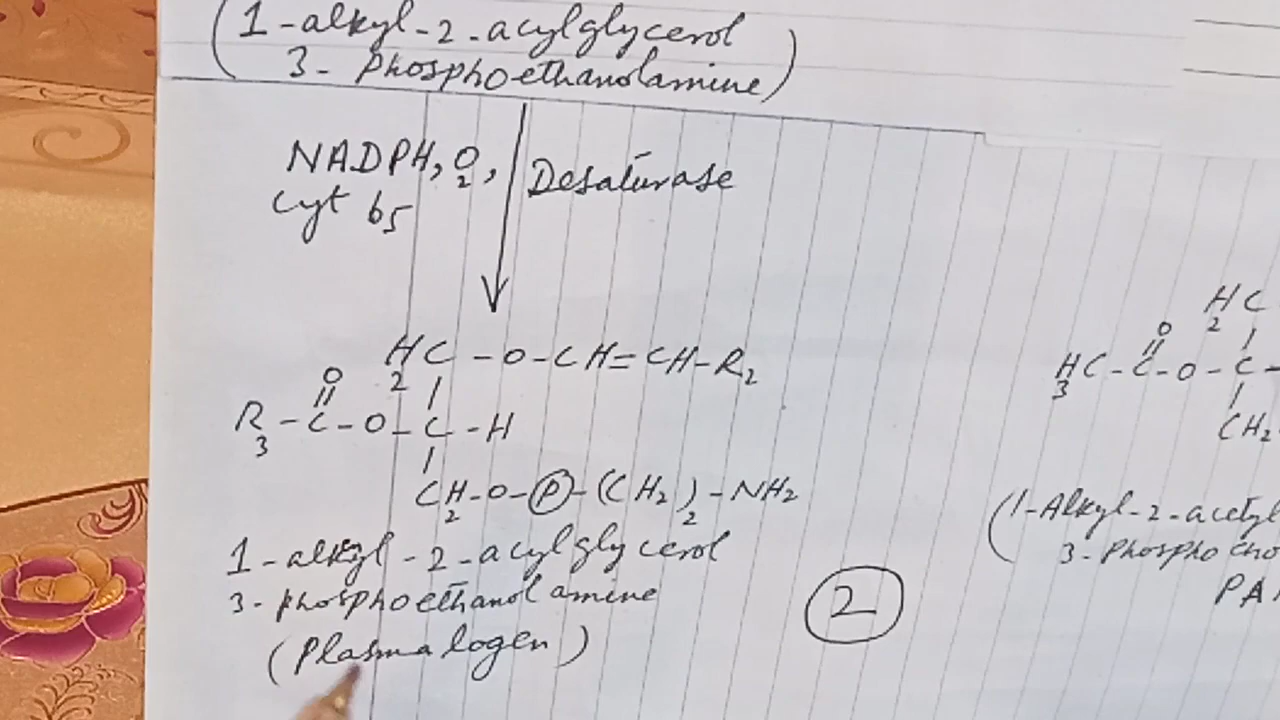 (1-alkyl-2-acylglycerol
3- Phosphoethanolamine)
NADPH, O2,
Cyt b5
Desaturase
H2C -O-CH=CH-R2
O
R3-C-O-C-H
CH2-O-P-(CH2)2-NH2
1-alkyl-2-acylglycerol
3-phosphoethanolamine
(Plasmalogen)
2
H2C
O
H3C-C-O-C-
CH2
(1-Alkyl-2-acetyl
3-Phospho
PA